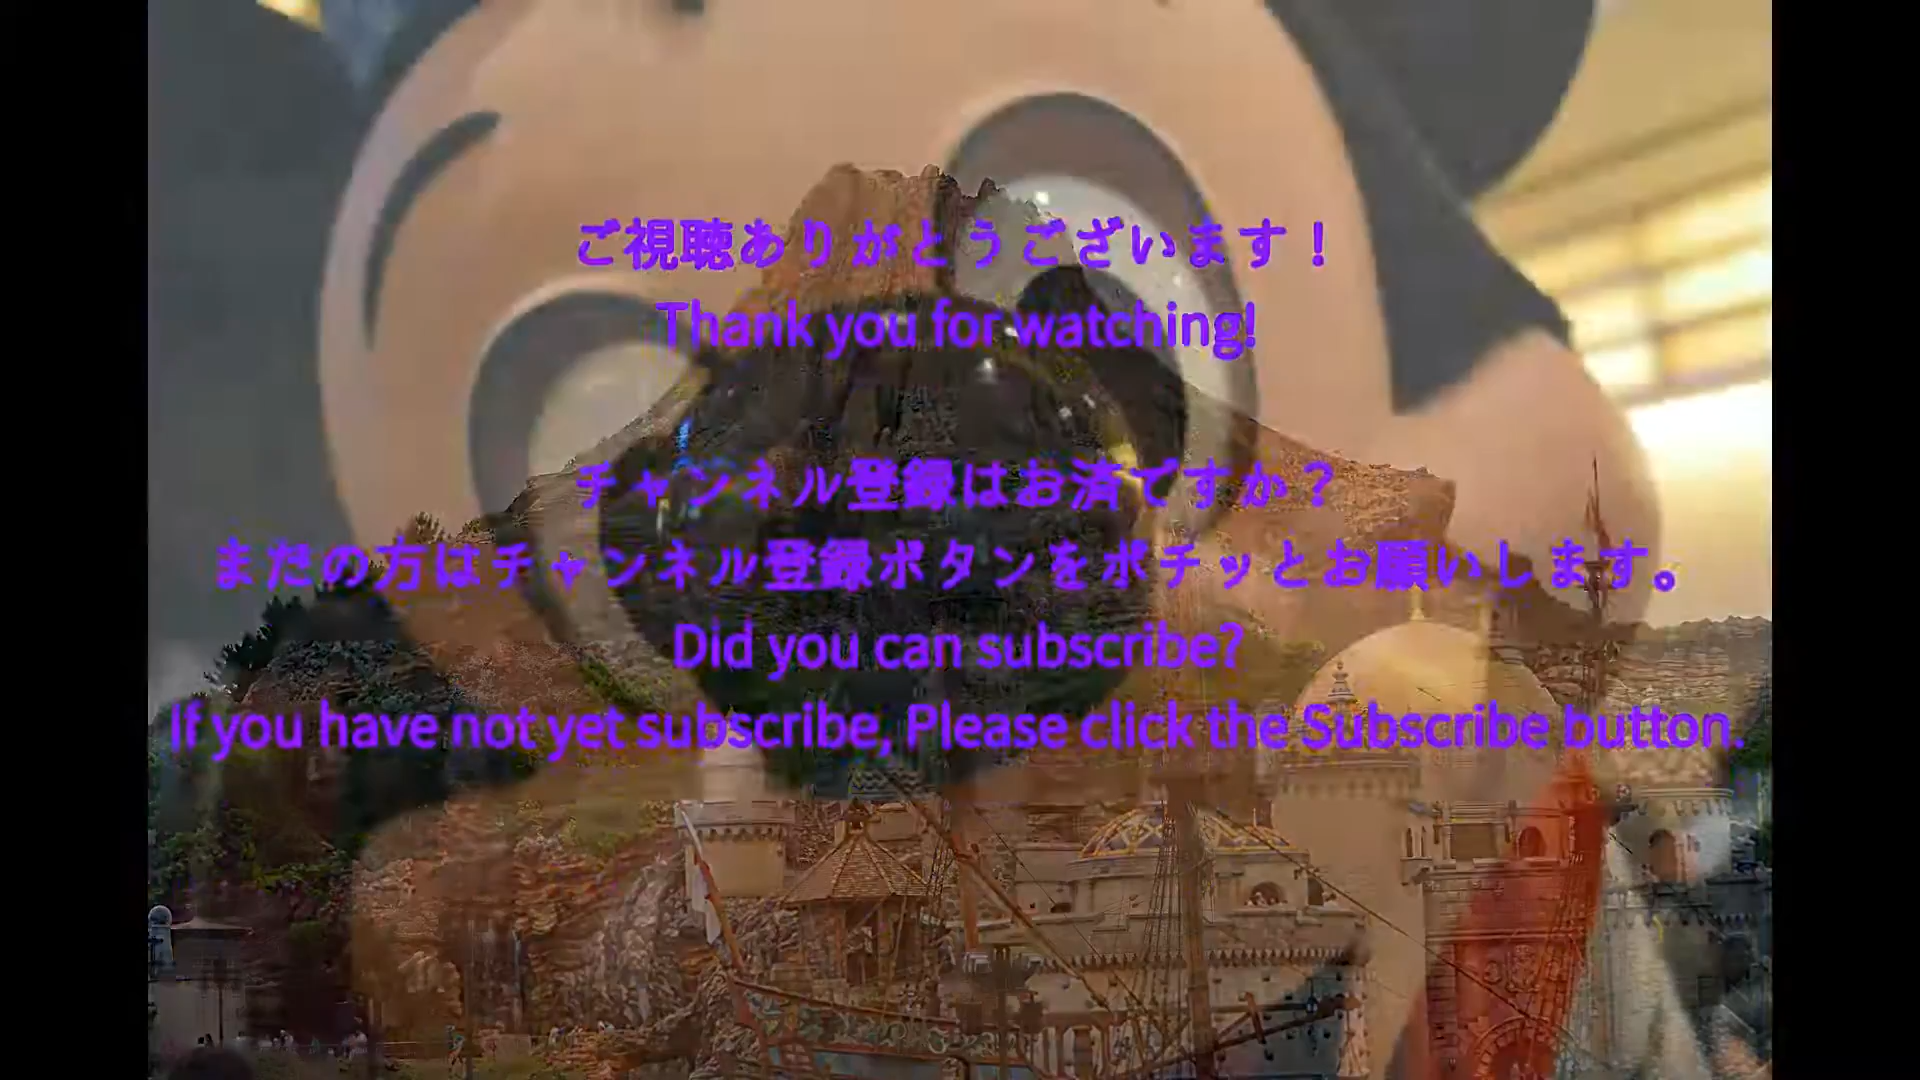 ご視聴ありがとうございます！
Thank you for watching!
チャンネル登録はお済ですか？
まだの方はチャンネル登録ボタンをポチッとお願いします。
Did you can subscribe?
If you have not yet subscribe, Please click the Subscribe button.